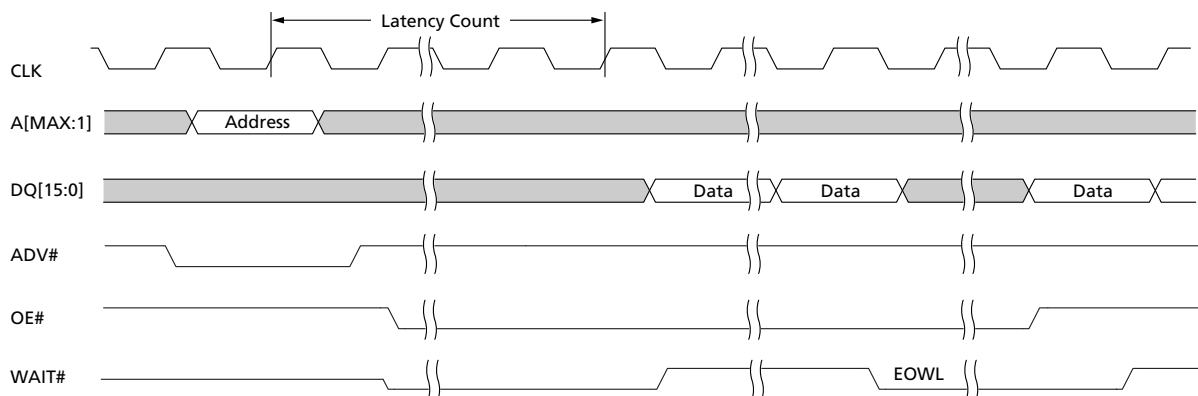 Latency Count
CLK
A[MAX:1] Address
DQ[15:0] Data Data Data
ADV#
OE#
WAIT# EOWL